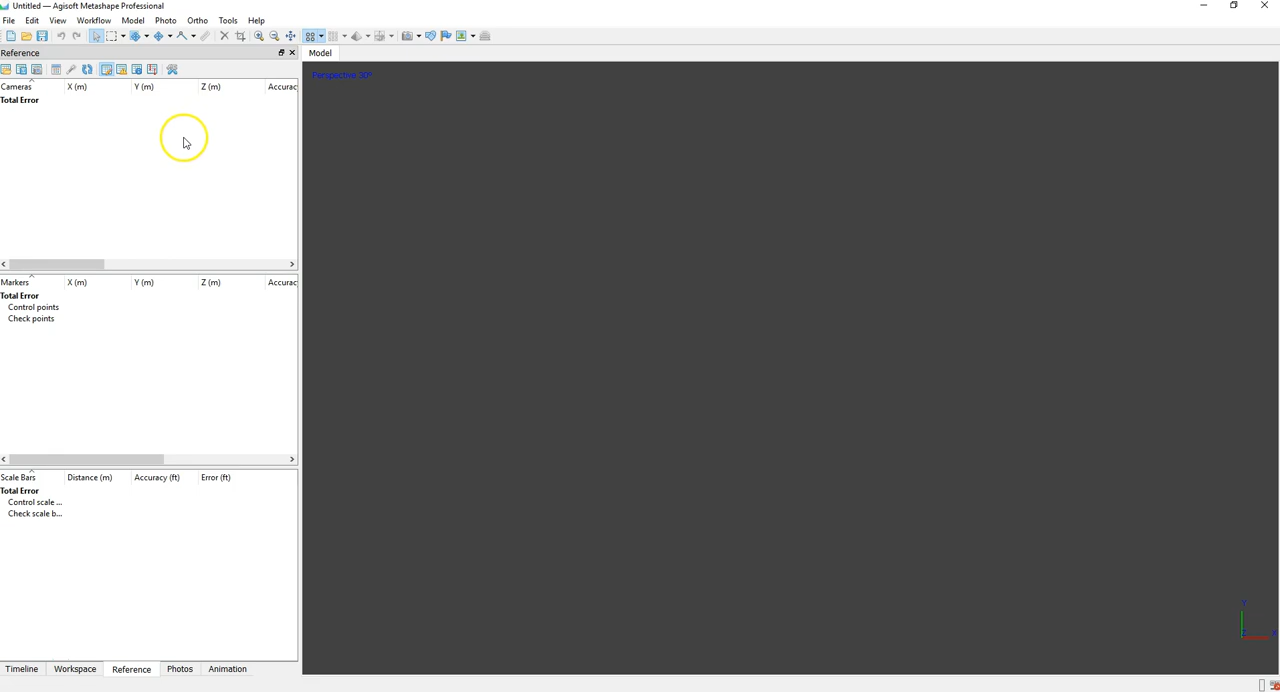 Untitled — Agisoft Metashape Professional
File Edit View Workflow Model Photo Ortho Tools Help
Reference
Model
Perspective 30°
Cameras X (m) Y (m) Z (m) Accurac
Total Error
Markers X (m) Y (m) Z (m) Accurac
Total Error
Control points
Check points
Scale Bars Distance (m) Accuracy (ft) Error (ft)
Total Error
Control scale ...
Check scale b...
Y
X
Timeline Workspace Reference Photos Animation